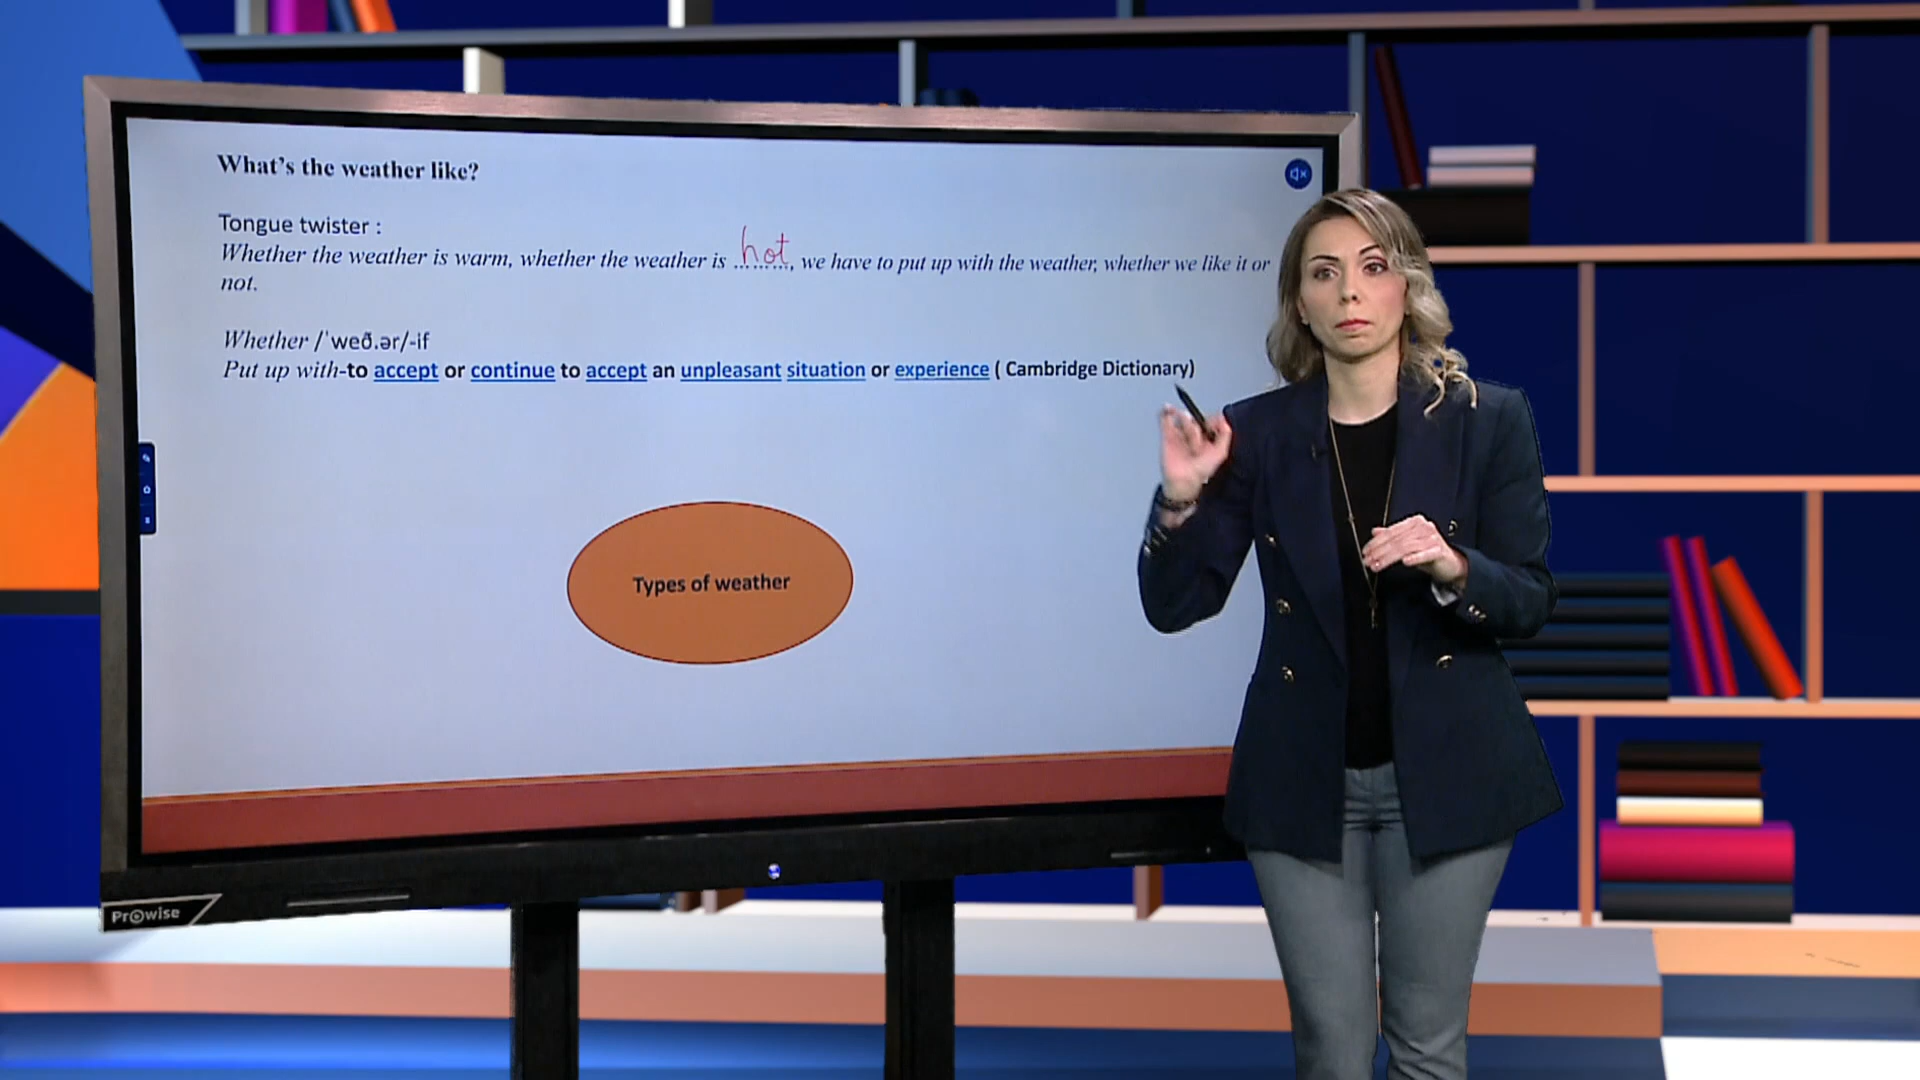 What's the weather like?
Tongue twister :
Whether the weather is warm, whether the weather is hot, we have to put up with the weather, whether we like it or
not.
Whether /ˈweð.ər/-if
Put up with-to accept or continue to accept an unpleasant situation or experience ( Cambridge Dictionary)
Types of weather
Prowise